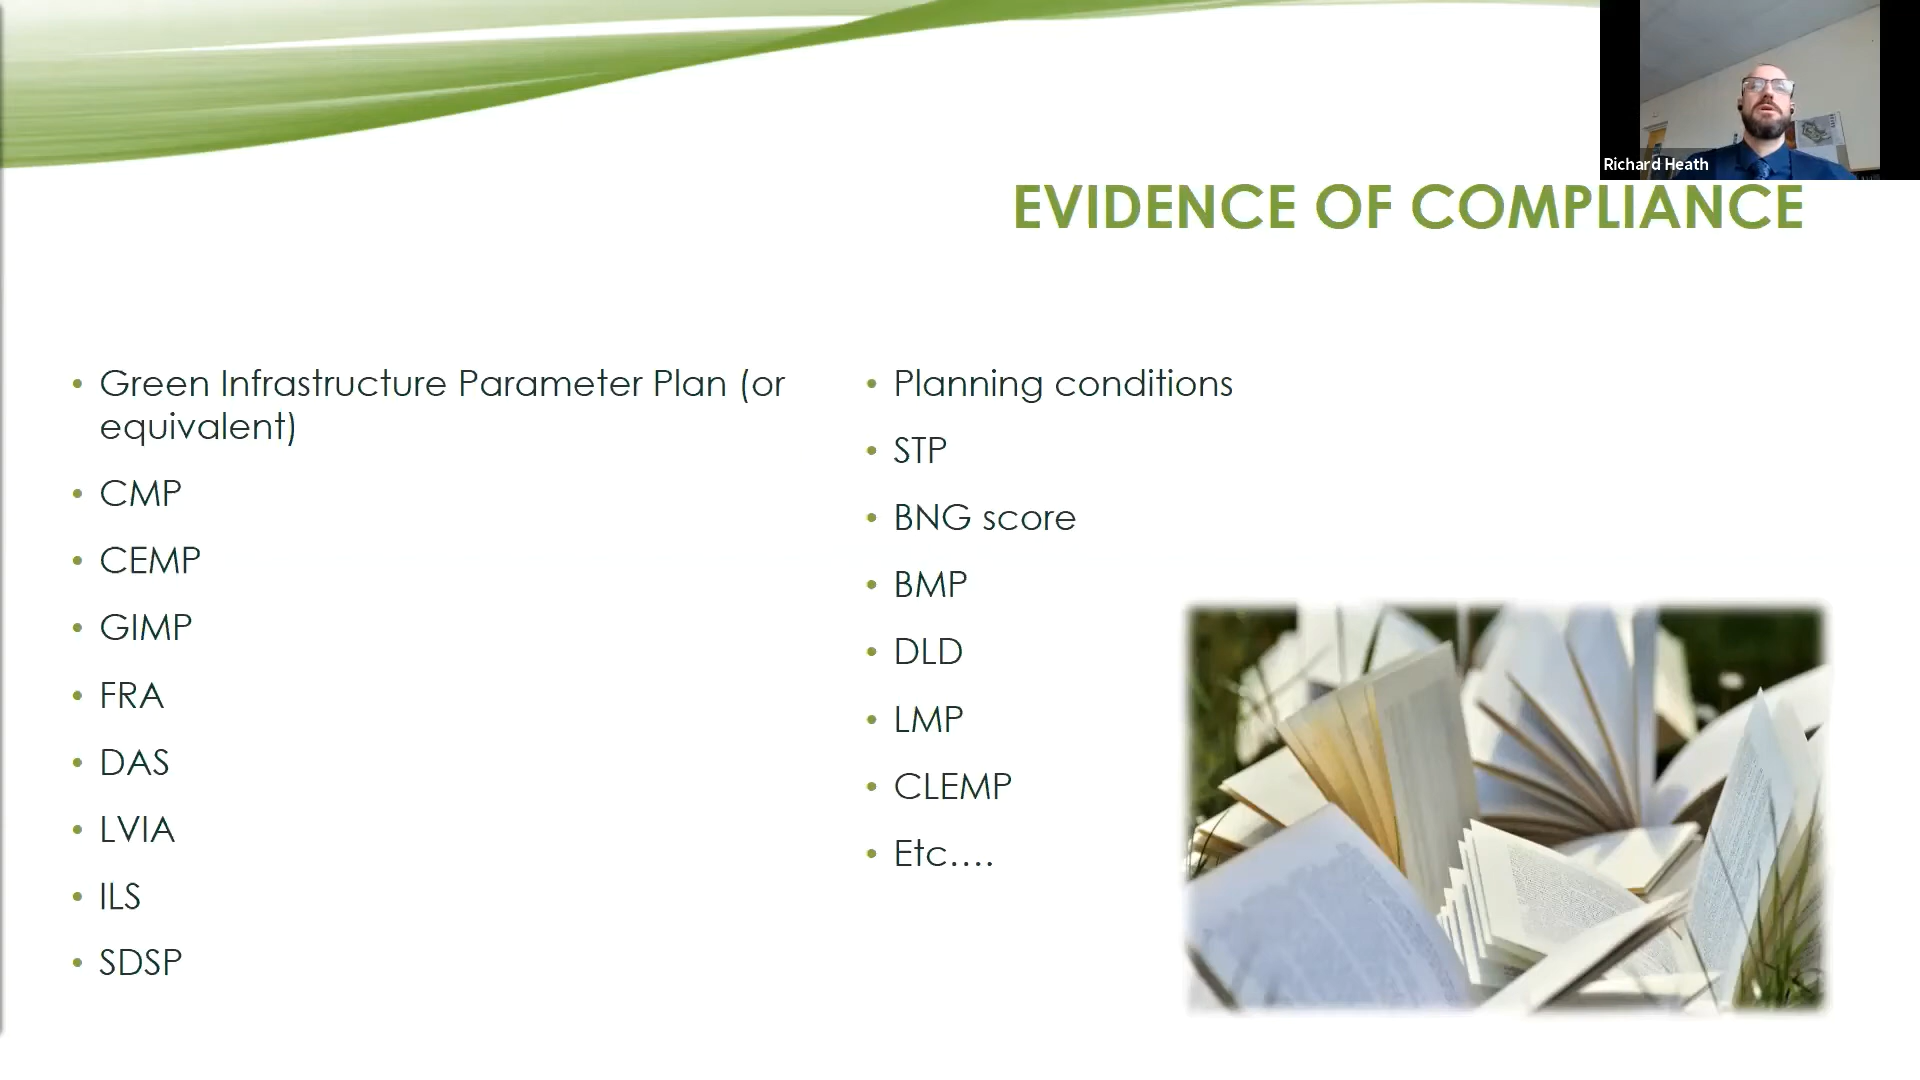 Richard Heath
EVIDENCE OF COMPLIANCE
• Green Infrastructure Parameter Plan (or
equivalent)
• CMP
• CEMP
• GIMP
• FRA
• DAS
• LVIA
• ILS
• SDSP
• Planning conditions
• STP
• BNG score
• BMP
• DLD
• LMP
• CLEMP
• Etc....